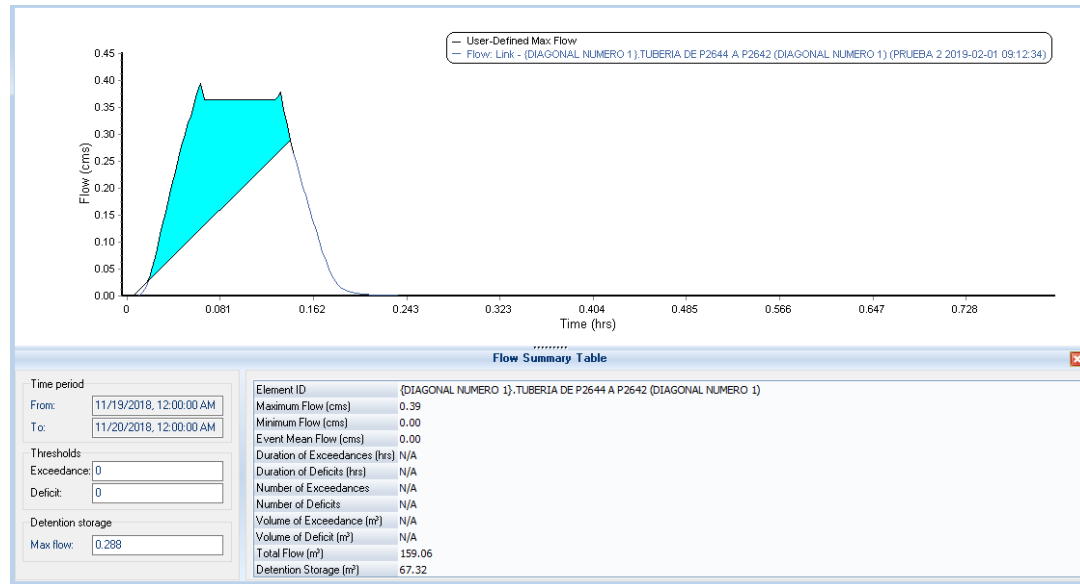 User-Defined Max Flow
Flow: Link - {DIAGONAL NUMERO 1}.TUBERIA DE P2644 A P2642 (DIAGONAL NUMERO 1) (PRUEBA 2 2019-02-01 09:12:34)
0.45
0.40
0.35
0.30
0.25
0.20
0.15
0.10
0.05
0.00
Flow (cms)
0 0.081 0.162 0.243 0.323 0.404 0.485 0.566 0.647 0.728
Time (hrs)
Flow Summary Table
Time period
From: 11/19/2018, 12:00:00 AM
To: 11/20/2018, 12:00:00 AM
Thresholds
Exceedance: 0
Deficit: 0
Detention storage
Max flow: 0.288
Element ID {DIAGONAL NUMERO 1}.TUBERIA DE P2644 A P2642 (DIAGONAL NUMERO 1)
Maximum Flow (cms) 0.39
Minimum Flow (cms) 0.00
Event Mean Flow (cms) 0.00
Duration of Exceedances (hrs) N/A
Duration of Deficits (hrs) N/A
Number of Exceedances N/A
Number of Deficits N/A
Volume of Exceedance (m³) N/A
Volume of Deficit (m³) N/A
Total Flow (m³) 159.06
Detention Storage (m³) 67.32